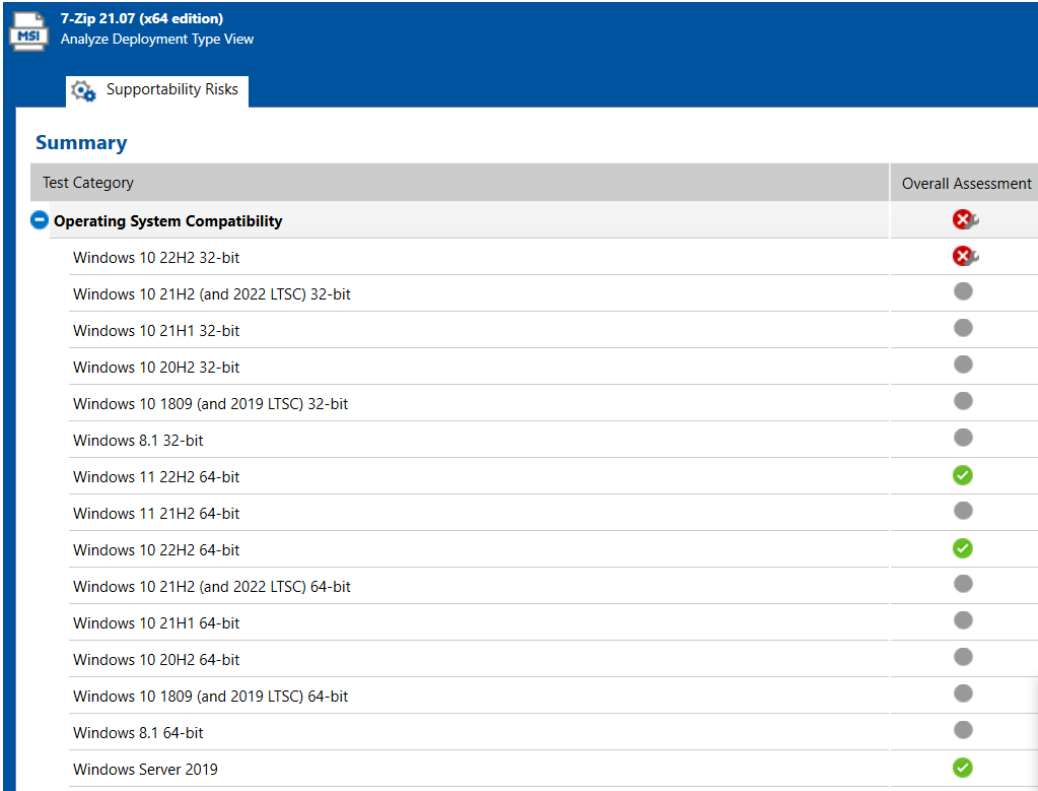 7-Zip 21.07 (x64 edition)
MSI
Analyze Deployment Type View
Supportability Risks
Summary
Test Category Overall Assessment
Operating System Compatibility
Windows 10 22H2 32-bit
Windows 10 21H2 (and 2022 LTSC) 32-bit
Windows 10 21H1 32-bit
Windows 10 20H2 32-bit
Windows 10 1809 (and 2019 LTSC) 32-bit
Windows 8.1 32-bit
Windows 11 22H2 64-bit
Windows 11 21H2 64-bit
Windows 10 22H2 64-bit
Windows 10 21H2 (and 2022 LTSC) 64-bit
Windows 10 21H1 64-bit
Windows 10 20H2 64-bit
Windows 10 1809 (and 2019 LTSC) 64-bit
Windows 8.1 64-bit
Windows Server 2019